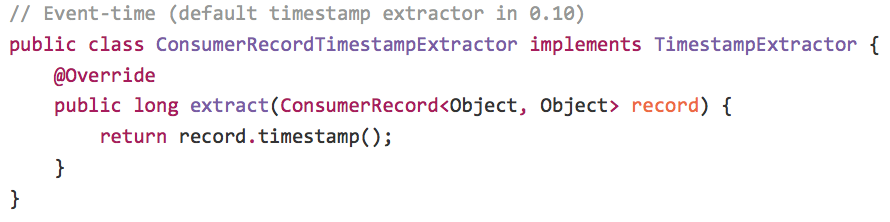 // Event-time (default timestamp extractor in 0.10)
public class ConsumerRecordTimestampExtractor implements TimestampExtractor {
    @Override
    public long extract(ConsumerRecord<Object, Object> record) {
        return record.timestamp();
    }
}